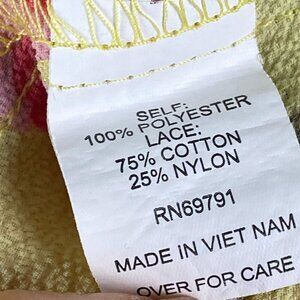 SELF:
100% POLYESTER
LACE:
75% COTTON
25% NYLON
RN69791
MADE IN VIET NAM
OVER FOR CARE